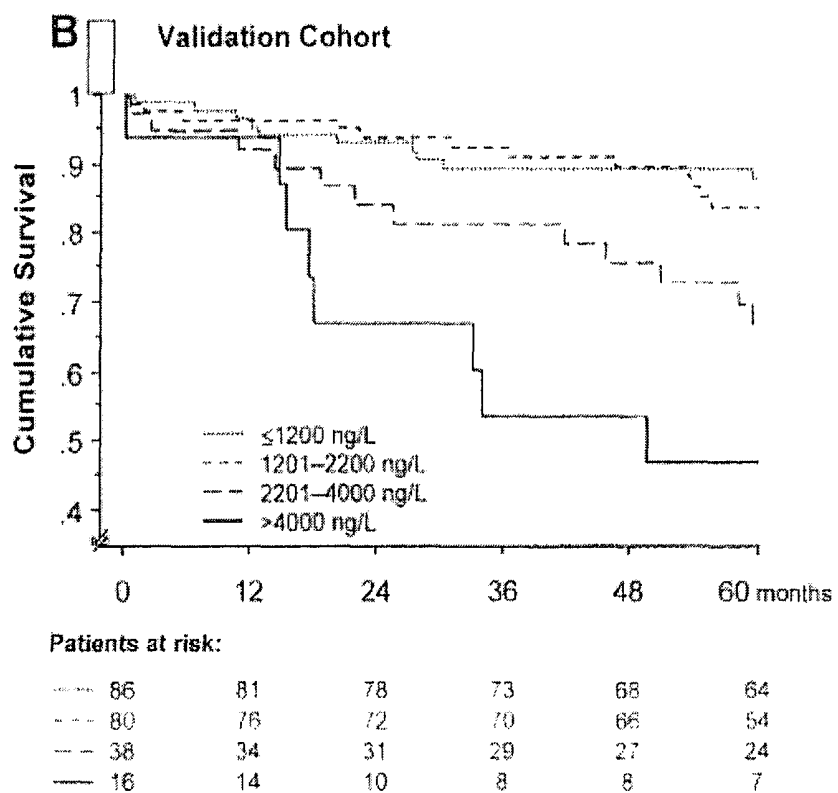 B Validation Cohort
Cumulative Survival
1
.9
.8
.7
.6
.5
.4
≤1200 ng/L
1201–2200 ng/L
2201–4000 ng/L
>4000 ng/L
0 12 24 36 48 60 months
Patients at risk:
86 81 78 73 68 64
80 76 72 70 66 54
38 34 31 29 27 24
16 14 10 8 8 7